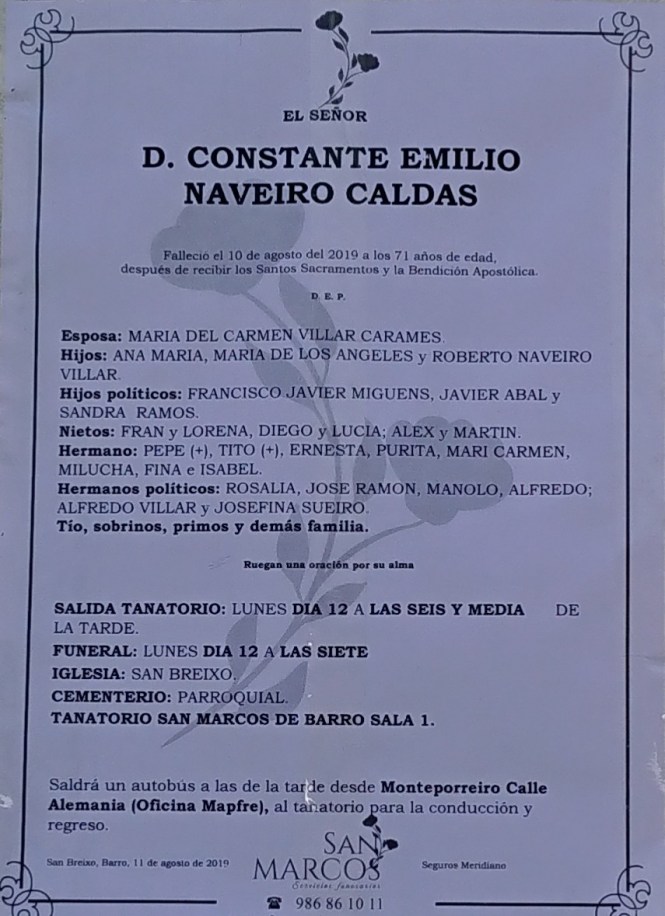 EL SEÑOR
D. CONSTANTE EMILIO
NAVEIRO CALDAS
Falleció el 10 de agosto del 2019 a los 71 años de edad,
después de recibir los Santos Sacramentos y la Bendición Apostólica.
D. E. P.
Esposa: MARIA DEL CARMEN VILLAR CARAMES.
Hijos: ANA MARIA, MARIA DE LOS ANGELES y ROBERTO NAVEIRO
VILLAR.
Hijos políticos: FRANCISCO JAVIER MIGUENS, JAVIER ABAL y
SANDRA RAMOS.
Nietos: FRAN y LORENA, DIEGO y LUCIA; ALEX y MARTIN.
Hermano: PEPE (+), TITO (+), ERNESTA, PURITA, MARI CARMEN,
MILUCHA, FINA e ISABEL.
Hermanos políticos: ROSALIA, JOSE RAMON, MANOLO, ALFREDO;
ALFREDO VILLAR y JOSEFINA SUEIRO.
Tío, sobrinos, primos y demás familia.
Ruegan una oración por su alma
SALIDA TANATORIO: LUNES DIA 12 A LAS SEIS Y MEDIA DE
LA TARDE.
FUNERAL: LUNES DIA 12 A LAS SIETE
IGLESIA: SAN BREIXO.
CEMENTERIO: PARROQUIAL.
TANATORIO SAN MARCOS DE BARRO SALA 1.
Saldrá un autobús a las de la tarde desde Monteporreiro Calle
Alemania (Oficina Mapfre), al tanatorio para la conducción y
regreso.
San Breixo, Barro, 11 de agosto de 2019
SAN
MARCOS
Servicios funerarios
Seguros Meridiano
☎ 986 86 10 11